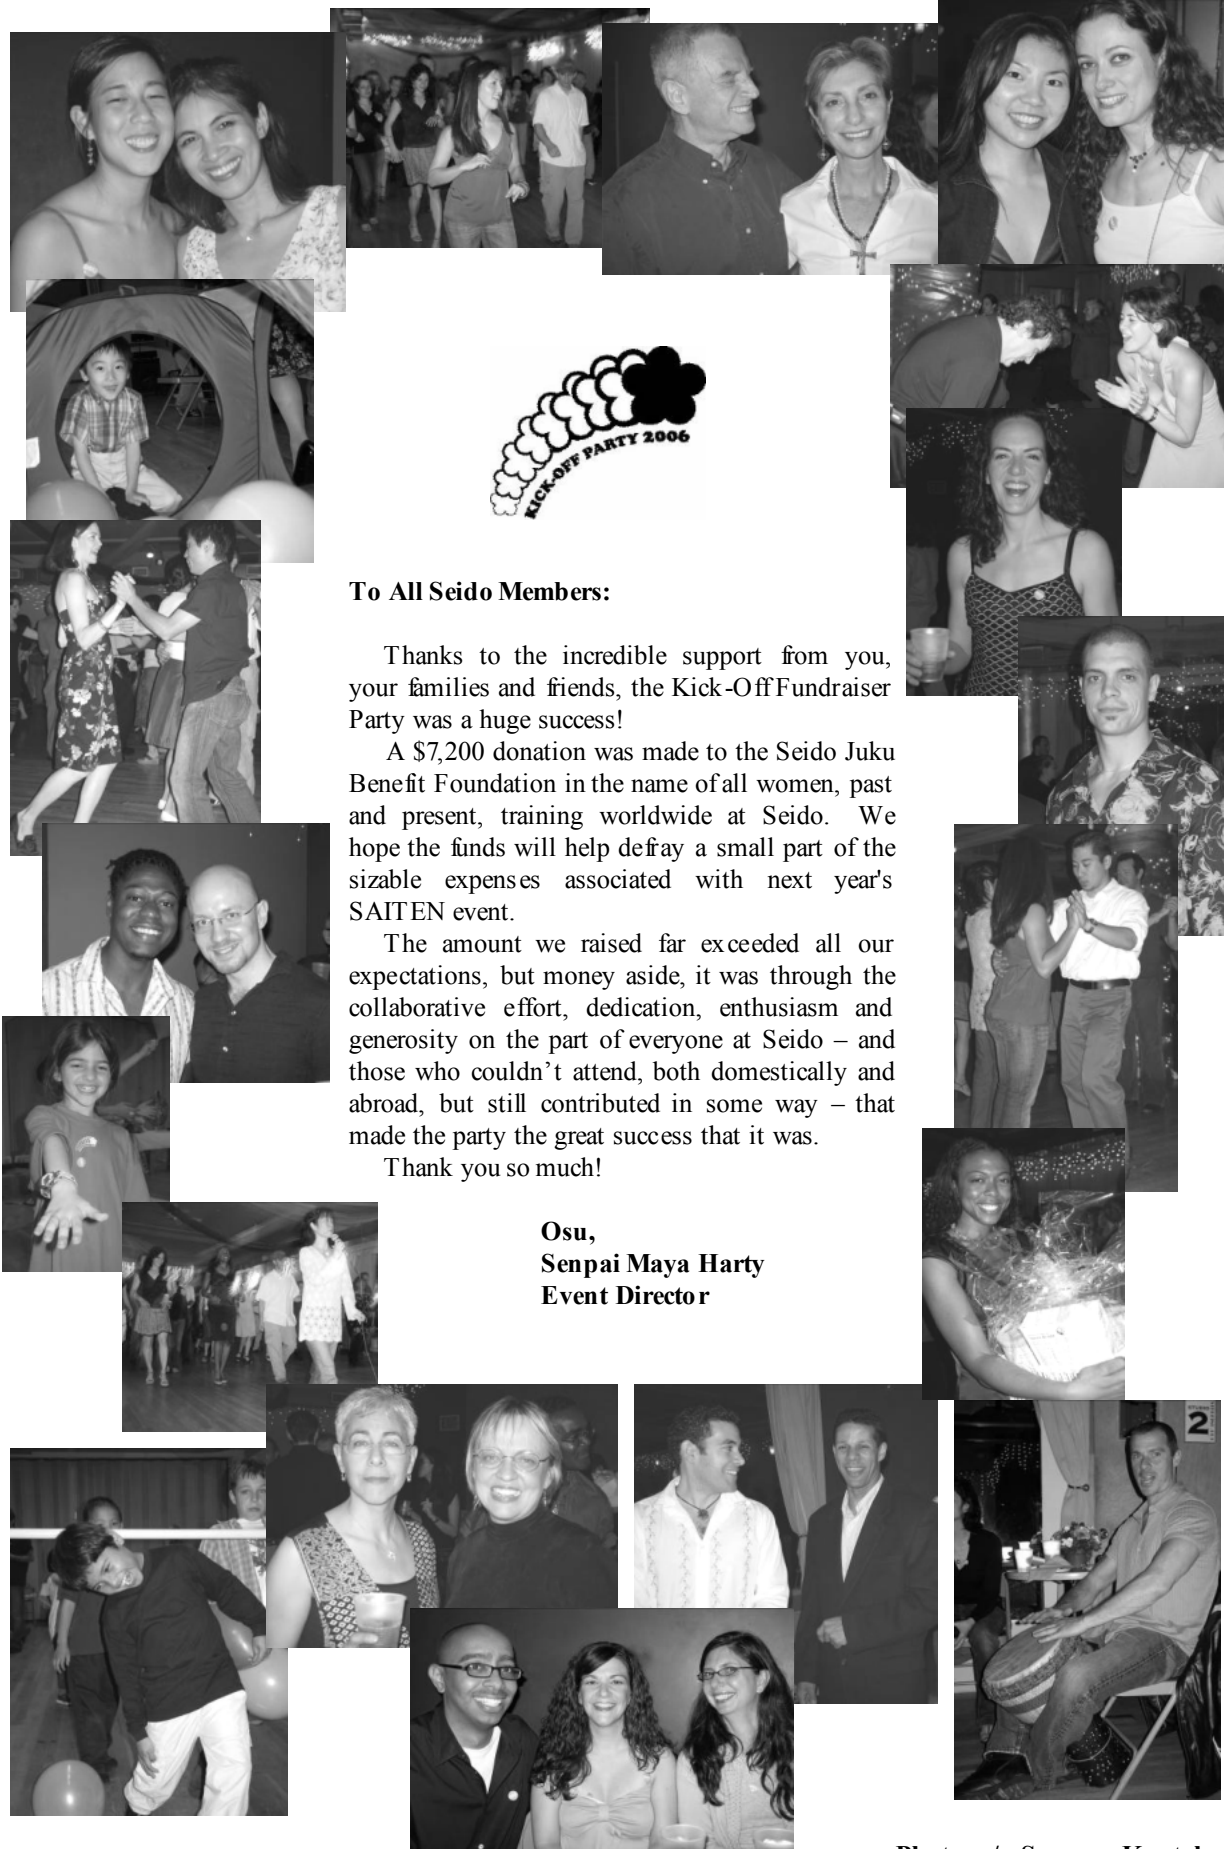 KICK-OFF PARTY 2006
To All Seido Members:
Thanks to the incredible support from you,
your families and friends, the Kick-Off Fundraiser
Party was a huge success!
A $7,200 donation was made to the Seido Juku
Benefit Foundation in the name of all women, past
and present, training worldwide at Seido. We
hope the funds will help defray a small part of the
sizable expenses associated with next year's
SAITEN event.
The amount we raised far exceeded all our
expectations, but money aside, it was through the
collaborative effort, dedication, enthusiasm and
generosity on the part of everyone at Seido – and
those who couldn’t attend, both domestically and
abroad, but still contributed in some way – that
made the party the great success that it was.
Thank you so much!
Osu,
Senpai Maya Harty
Event Director
2